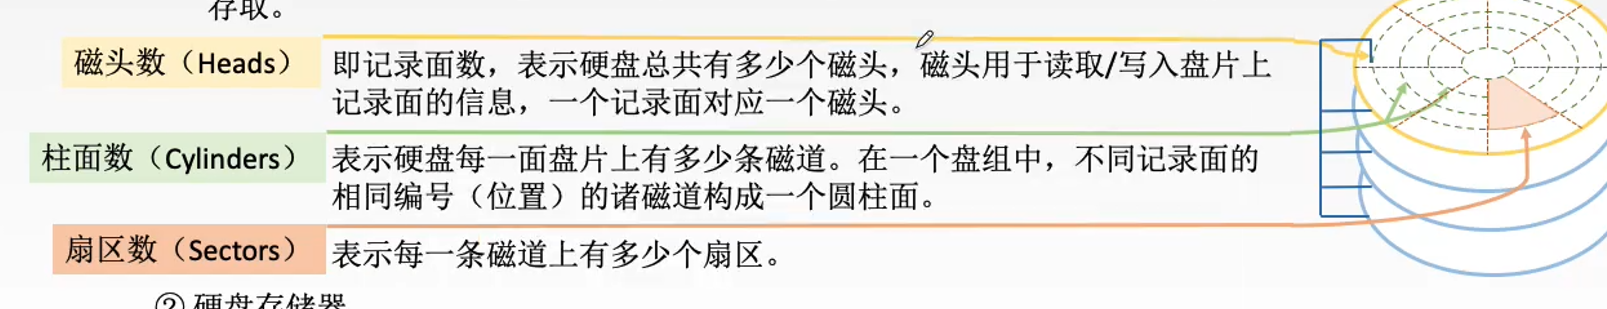 存取。
磁头数（Heads）
即记录面数，表示硬盘总共有多少个磁头，磁头用于读取/写入盘片上
记录面的信息，一个记录面对应一个磁头。
柱面数（Cylinders）
表示硬盘每一面盘片上有多少条磁道。在一个盘组中，不同记录面的
相同编号（位置）的诸磁道构成一个圆柱面。
扇区数（Sectors）
表示每一条磁道上有多少个扇区。
② 硬盘存储器